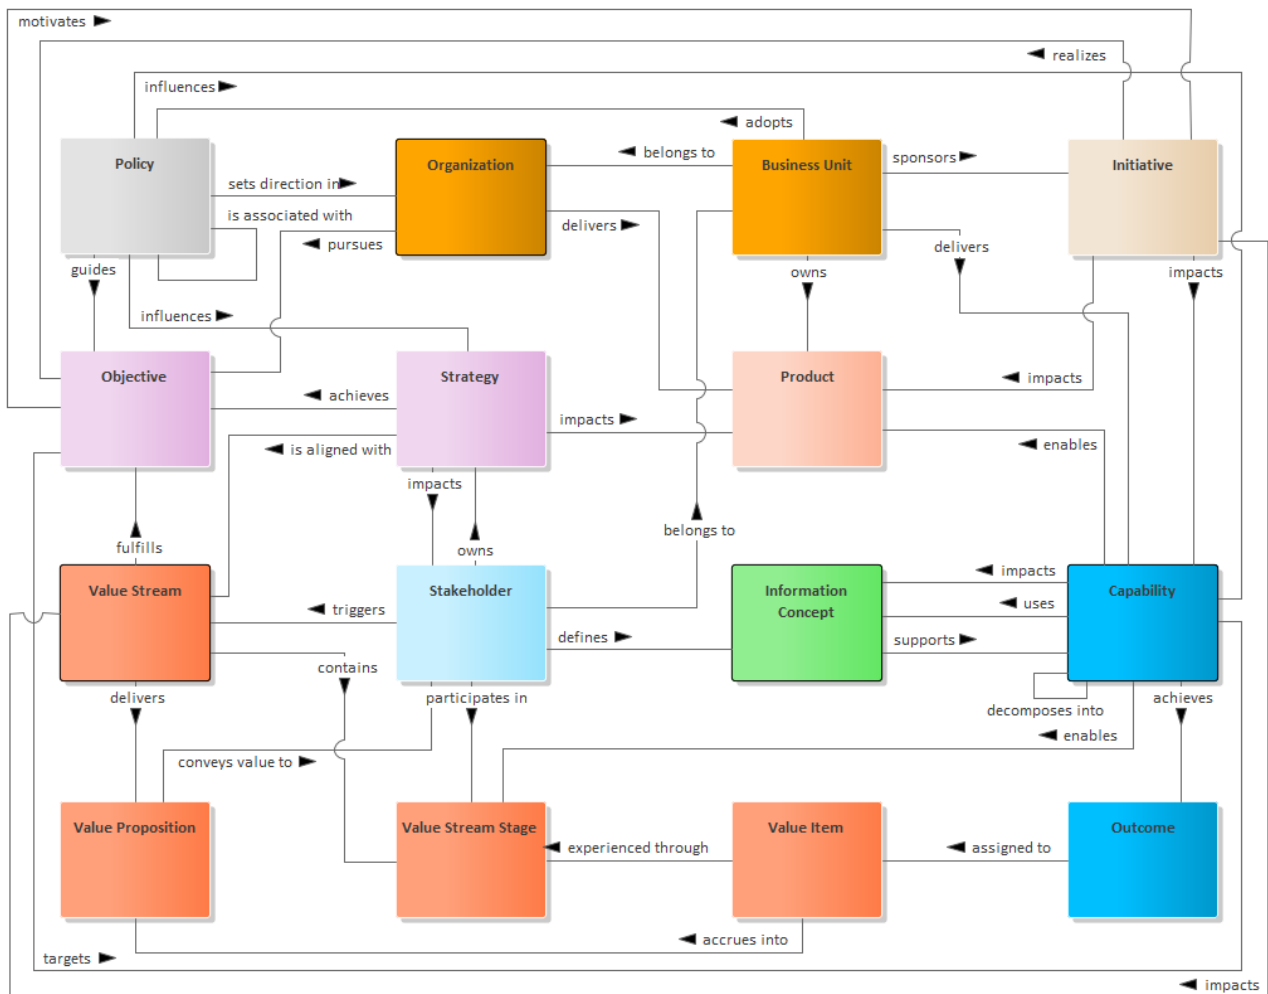 motivates
realizes
influences
adopts
Policy
Organization
belongs to
Business Unit
sponsors
Initiative
sets direction in
is associated with
pursues
delivers
delivers
guides
owns
impacts
influences
Objective
Strategy
Product
achieves
impacts
impacts
is aligned with
enables
impacts
belongs to
fulfills
owns
Value Stream
Stakeholder
Information
Concept
impacts
Capability
triggers
uses
defines
supports
contains
delivers
participates in
decomposes into
achieves
enables
conveys value to
Value Proposition
Value Stream Stage
Value Item
Outcome
experienced through
assigned to
accrues into
targets
impacts